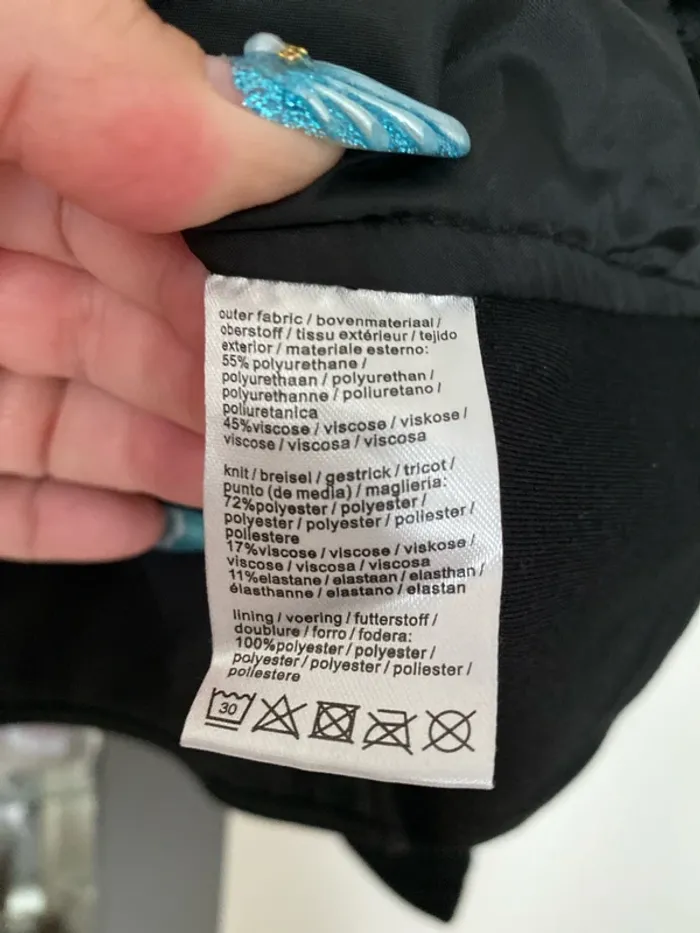 outer fabric / bovenmateriaal /
oberstoff / tissu extérieur / tejido
exterior / materiale esterno:
55% polyurethane /
polyurethaan / polyurethan /
polyurethanne / poliuretano /
poliuretanica
45%viscose / viscose / viskose /
viscose / viscosa / viscosa
knit / breisel / gestrick / tricot /
punto (de media) / maglieria:
72%polyester / polyester /
polyester / polyester / poliester /
poliestere
17%viscose / viscose / viskose /
viscose / viscosa / viscosa
11%elastane / elastaan / elasthan /
élasthanne / elastano / elastan
lining / voering / futterstoff /
doublure / forro / fodera:
100%polyester / polyester /
polyester / polyester / poliester /
poliestere
30